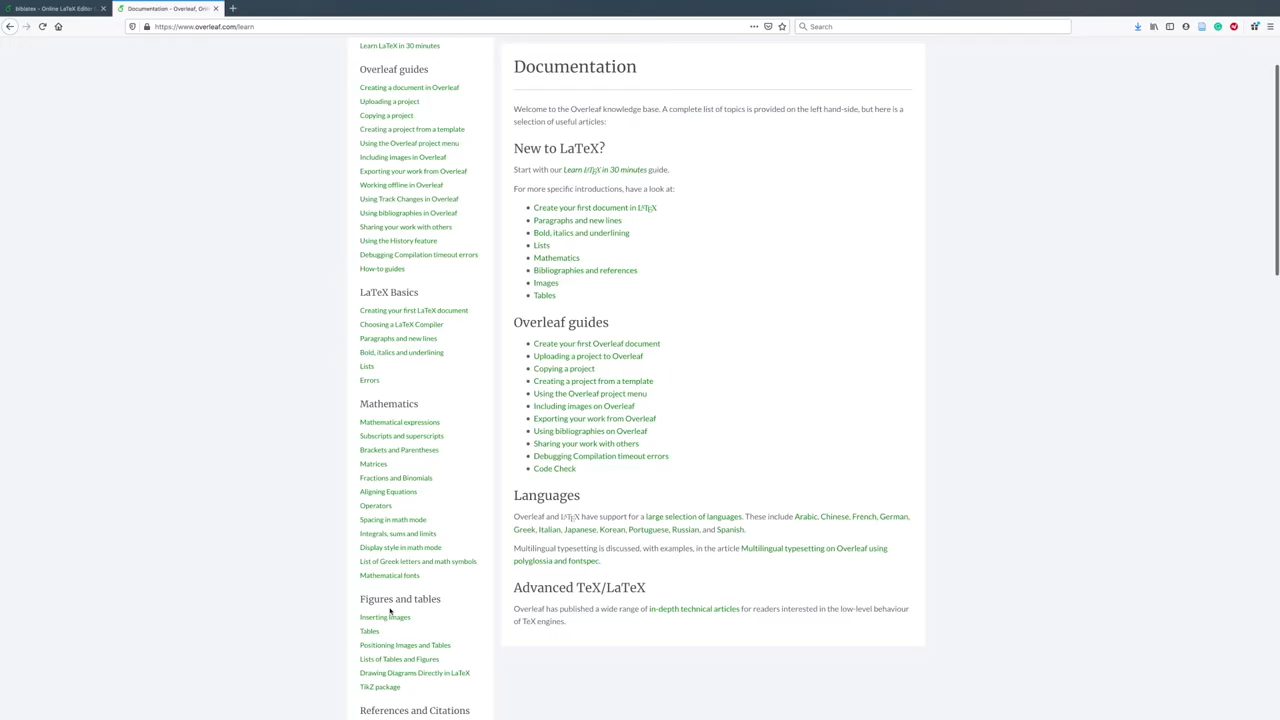 biblatex - Online LaTeX Editor
Documentation - Overleaf, Onl
https://www.overleaf.com/learn
Search
Learn LaTeX in 30 minutes
Overleaf guides
Creating a document in Overleaf
Uploading a project
Copying a project
Creating a project from a template
Using the Overleaf project menu
Including images in Overleaf
Exporting your work from Overleaf
Working offline in Overleaf
Using Track Changes in Overleaf
Using bibliographies in Overleaf
Sharing your work with others
Using the History feature
Debugging Compilation timeout errors
How-to guides
LaTeX Basics
Creating your first LaTeX document
Choosing a LaTeX Compiler
Paragraphs and new lines
Bold, italics and underlining
Lists
Errors
Mathematics
Mathematical expressions
Subscripts and superscripts
Brackets and Parentheses
Matrices
Fractions and Binomials
Aligning Equations
Operators
Spacing in math mode
Integrals, sums and limits
Display style in math mode
List of Greek letters and math symbols
Mathematical fonts
Figures and tables
Inserting Images
Tables
Positioning Images and Tables
Lists of Tables and Figures
Drawing Diagrams Directly in LaTeX
TikZ package
References and Citations
Documentation
Welcome to the Overleaf knowledge base. A complete list of topics is provided on the left hand-side, but here is a
selection of useful articles:
New to LaTeX?
Start with our Learn LaTeX in 30 minutes guide.
For more specific introductions, have a look at:
Create your first document in LaTeX
Paragraphs and new lines
Bold, italics and underlining
Lists
Mathematics
Bibliographies and references
Images
Tables
Overleaf guides
Create your first Overleaf document
Uploading a project to Overleaf
Copying a project
Creating a project from a template
Using the Overleaf project menu
Including images on Overleaf
Exporting your work from Overleaf
Using bibliographies on Overleaf
Sharing your work with others
Debugging Compilation timeout errors
Code Check
Languages
Overleaf and LaTeX have support for a large selection of languages. These include Arabic, Chinese, French, German,
Greek, Italian, Japanese, Korean, Portuguese, Russian, and Spanish.
Multilingual typesetting is discussed, with examples, in the article Multilingual typesetting on Overleaf using
polyglossia and fontspec.
Advanced TeX/LaTeX
Overleaf has published a wide range of in-depth technical articles for readers interested in the low-level behaviour
of TeX engines.